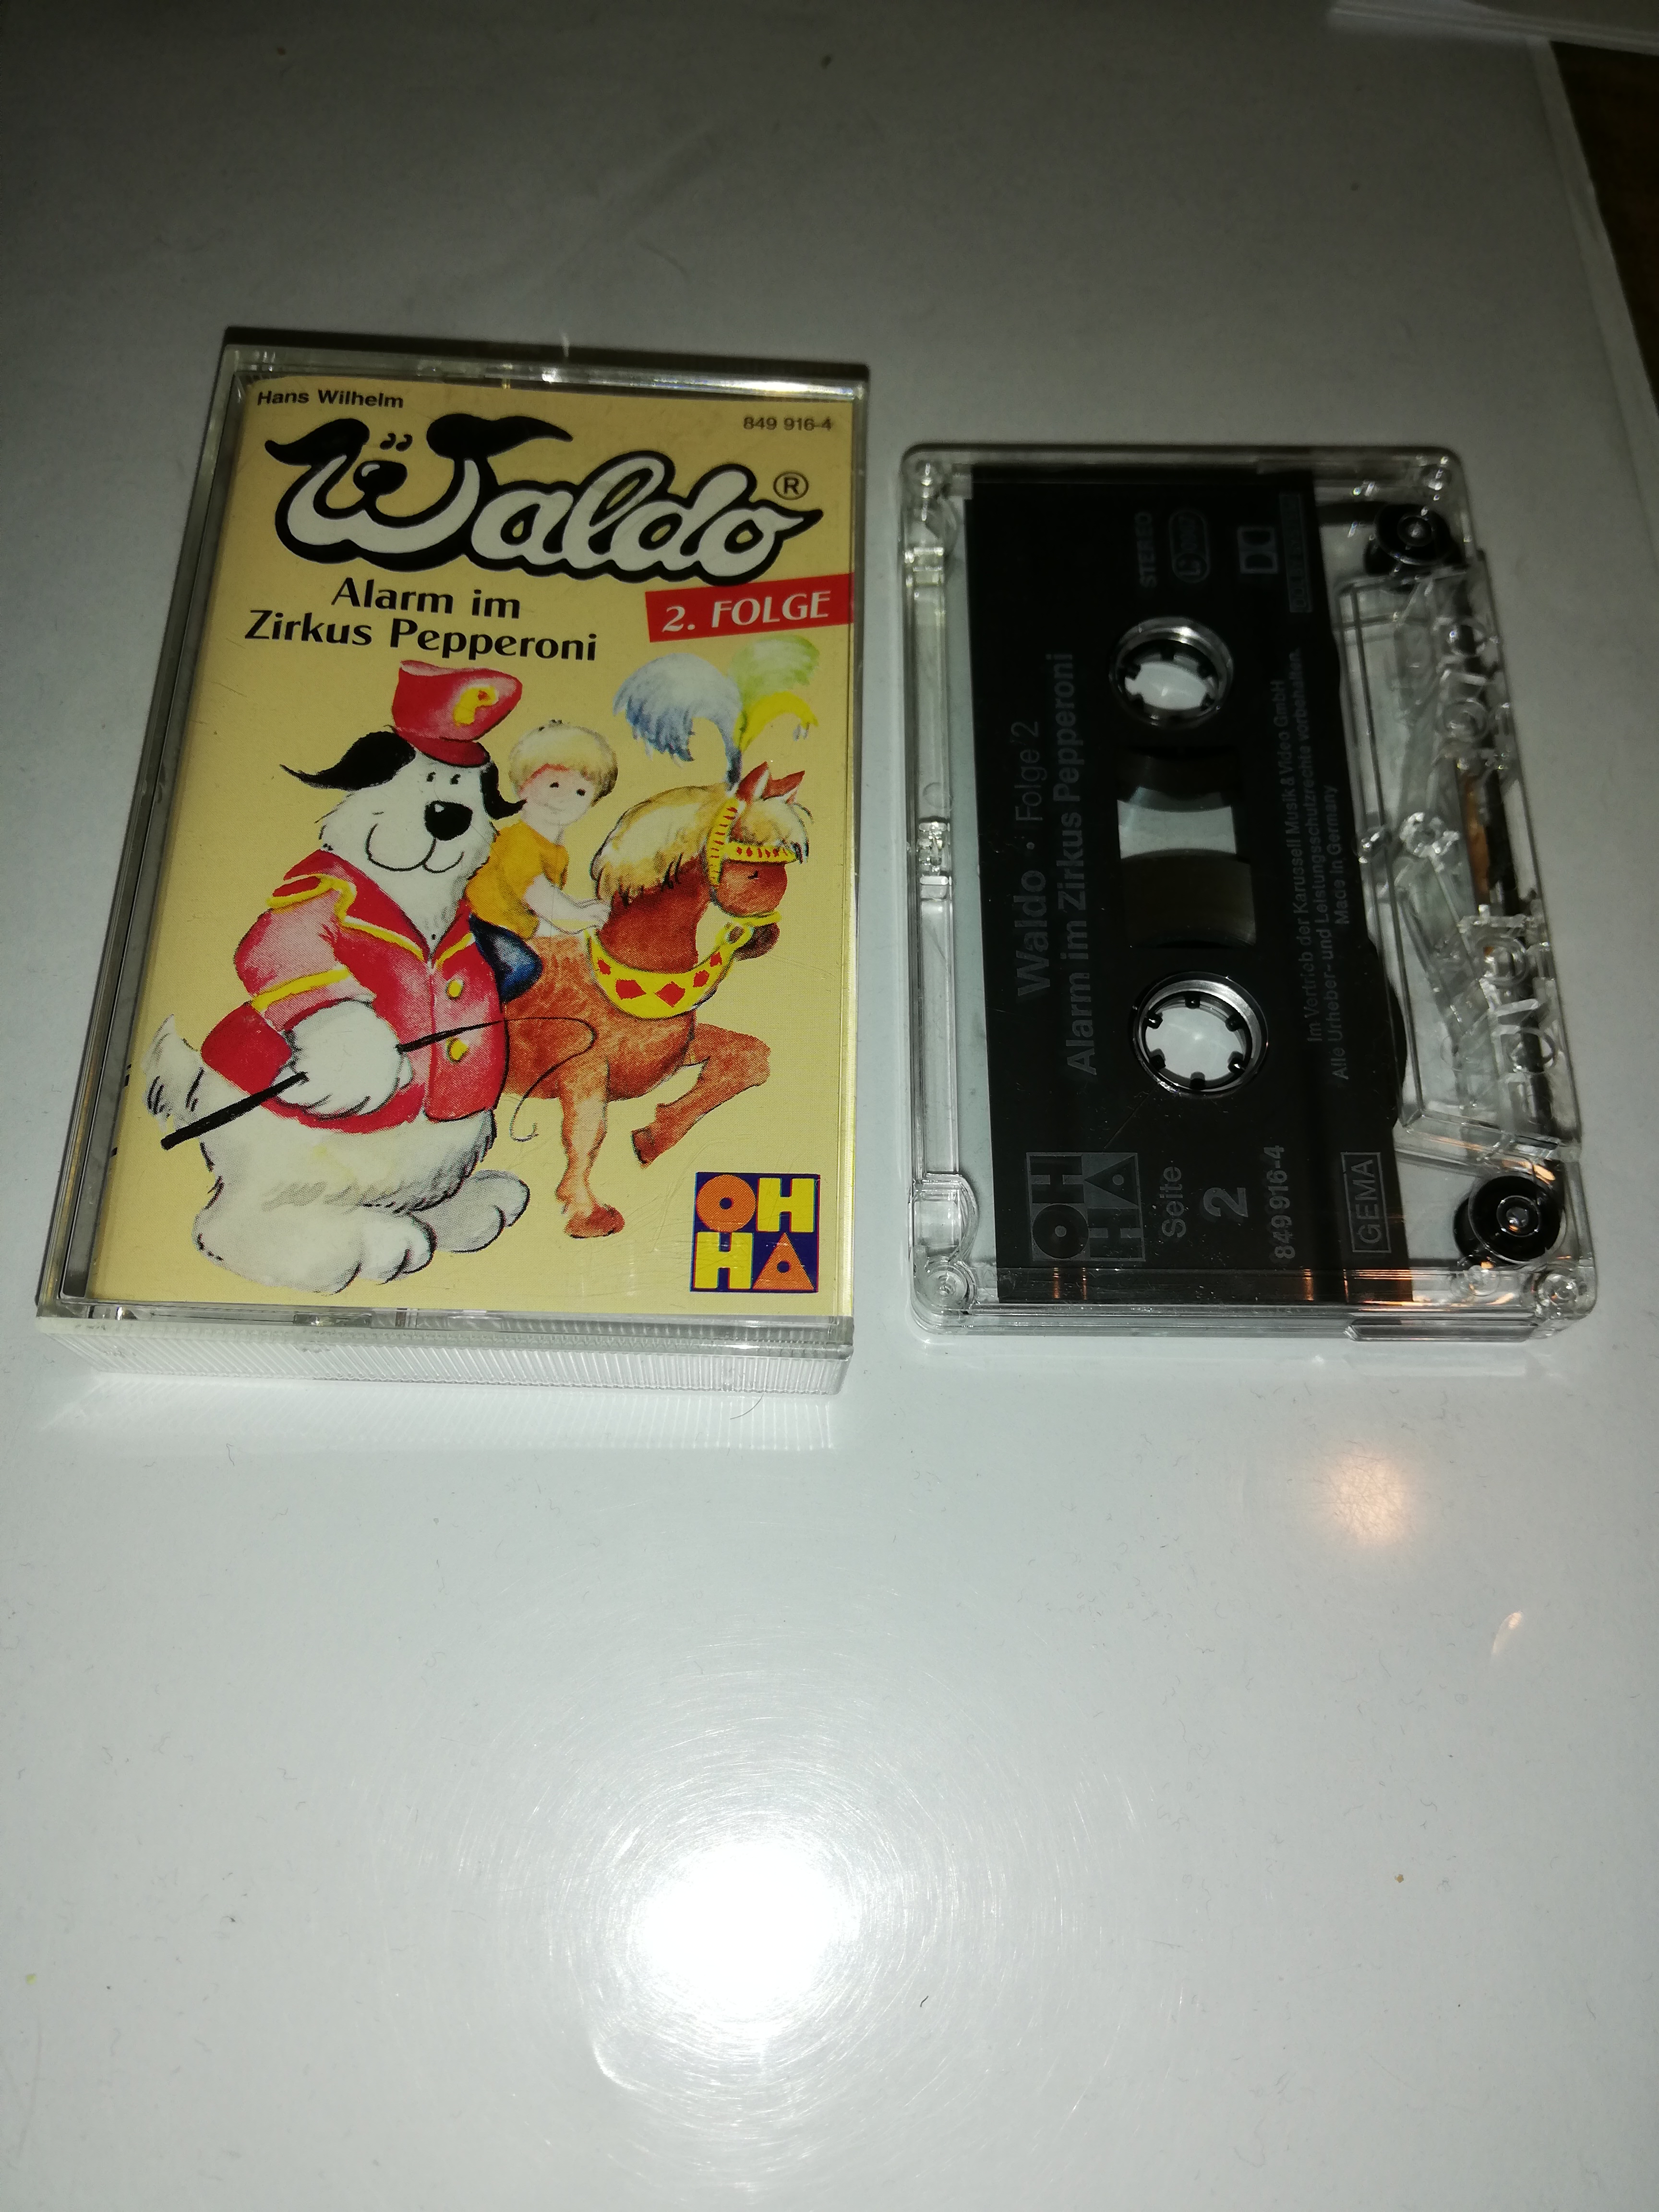 Hans Wilhelm
849 916-4
Waldo®
Alarm im
Zirkus Pepperoni
2. FOLGE
P
OH
HA
Waldo • Folge 2
Alarm im Zirkus Pepperoni
STEREO
OH
HA
Seite
2
849 916-4
GEMA
Im Vertrieb der Karussell Musik & Video GmbH
Alle Urheber- und Leistungsschutzrechte vorbehalten.
Made in Germany